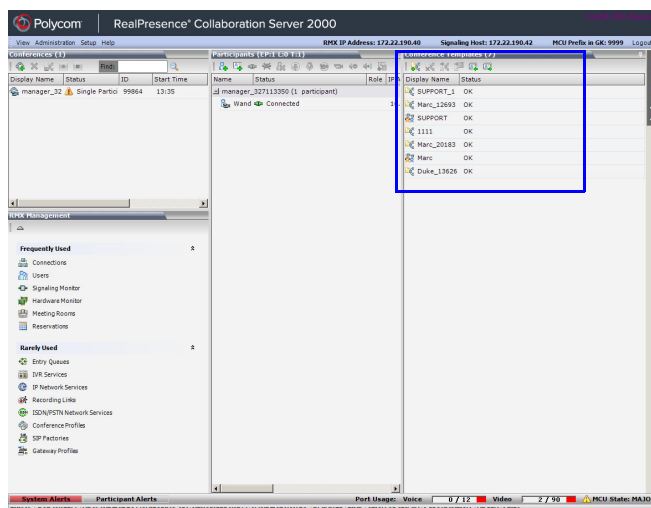 Polycom | RealPresence® Collaboration Server 2000
View Administration Setup Help RMX IP Address: 172.22.190.40 Signaling Host: 172.22.190.42 MCU Prefix in GK: 9999 Logout
Conferences (1)
Find:
Display Name Status ID Start Time
manager_32 Single Partici 99864 13:35
Participants (EP:1 L:0 T:1)
Name Status Role IP A
manager_327113350 (1 participant)
Wand Connected
Conference Templates (7)
Display Name Status
SUPPORT_1 OK
Marc_12693 OK
SUPPORT OK
1111 OK
Marc_20183 OK
Marc OK
Duke_13626 OK
RMX Management
Frequently Used
Connections
Users
Signaling Monitor
Hardware Monitor
Meeting Rooms
Reservations
Rarely Used
Entry Queues
IVR Services
IP Network Services
Recording Links
ISDN/PSTN Network Services
Conference Profiles
SIP Factories
Gateway Profiles
System Alerts Participant Alerts Port Usage: Voice 0 / 12 Video 2 / 90 MCU State: MAJO